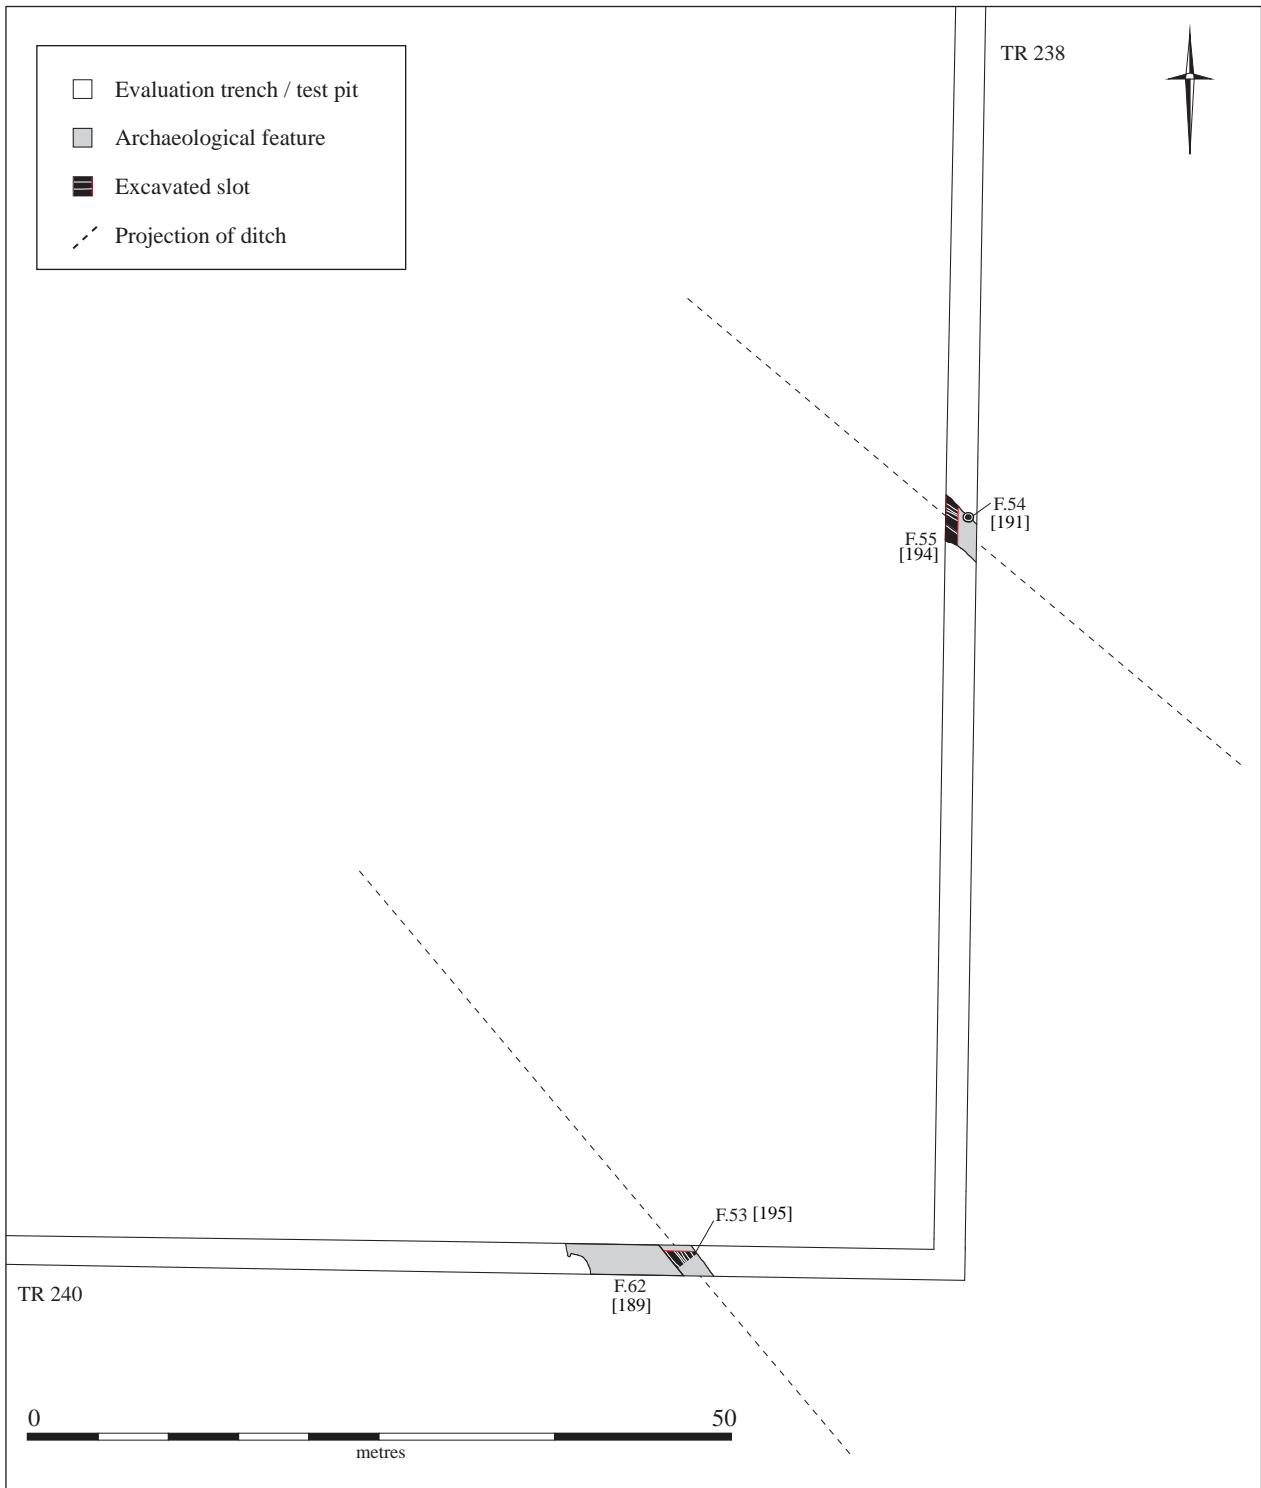 TR 238
Evaluation trench / test pit
Archaeological feature
Excavated slot
Projection of ditch
F.54
[191]
F.55
[194]
F.53 [195]
F.62
[189]
TR 240
0 50
metres